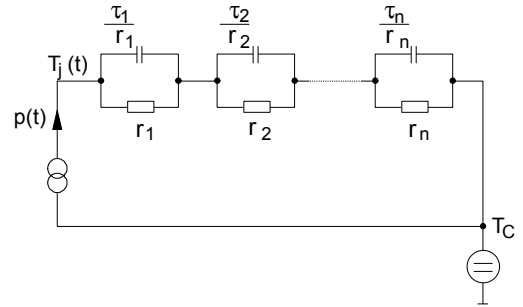 τ1 τ2 τn
r1 r2 rn
Tj (t)
p(t)
r1 r2 rn
TC